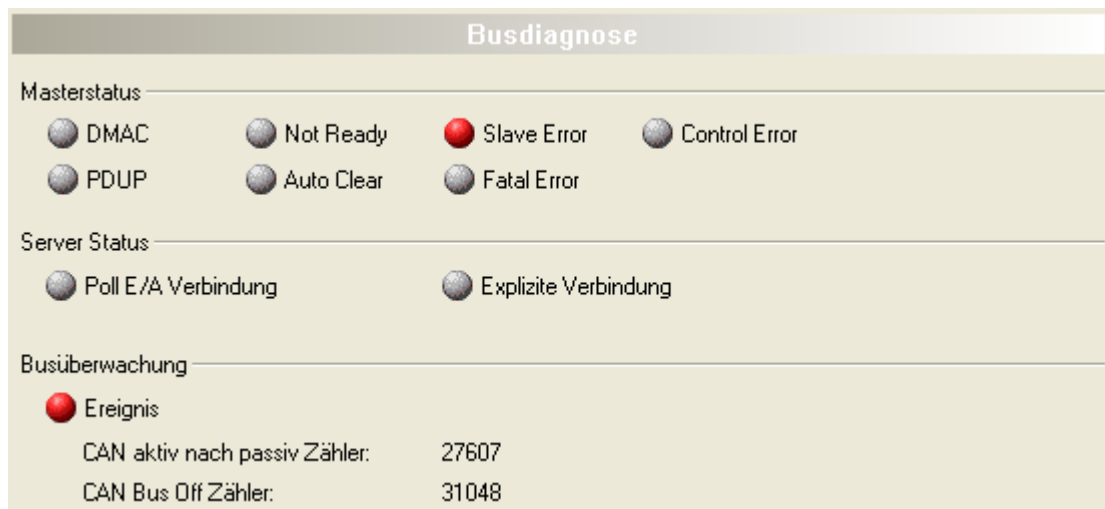 Busdiagnose
Masterstatus
DMAC Not Ready Slave Error Control Error
PDUP Auto Clear Fatal Error
Server Status
Poll E/A Verbindung Explizite Verbindung
Busüberwachung
Ereignis
CAN aktiv nach passiv Zähler: 27607
CAN Bus Off Zähler: 31048